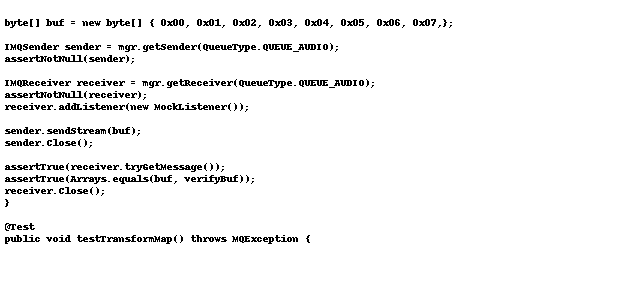 byte[] buf = new byte[] { 0x00, 0x01, 0x02, 0x03, 0x04, 0x05, 0x06, 0x07,};
IMQSender sender = mgr.getSender(QueueType.QUEUE_AUDIO);
assertNotNull(sender);
IMQReceiver receiver = mgr.getReceiver(QueueType.QUEUE_AUDIO);
assertNotNull(receiver);
receiver.addListener(new MockListener());
sender.sendStream(buf);
sender.Close();
assertTrue(receiver.tryGetMessage());
assertTrue(Arrays.equals(buf, verifyBuf));
receiver.Close();
}
@Test
public void testTransformMap() throws MQException {